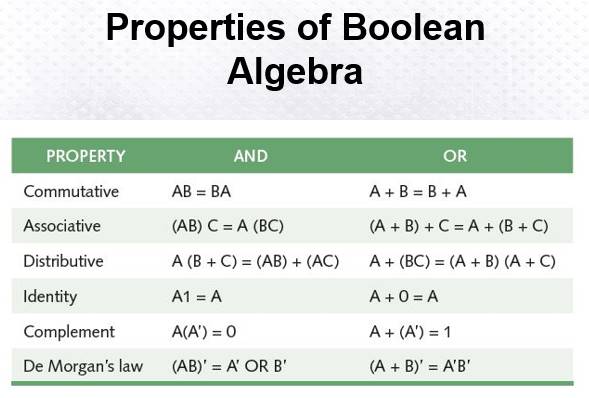 Properties of Boolean
Algebra
PROPERTY AND OR
Commutative AB = BA A + B = B + A
Associative (AB) C = A (BC) (A + B) + C = A + (B + C)
Distributive A (B + C) = (AB) + (AC) A + (BC) = (A + B) (A + C)
Identity A1 = A A + 0 = A
Complement A(A′) = 0 A + (A′) = 1
De Morgan's law (AB)′ = A′ OR B′ (A + B)′ = A′B′